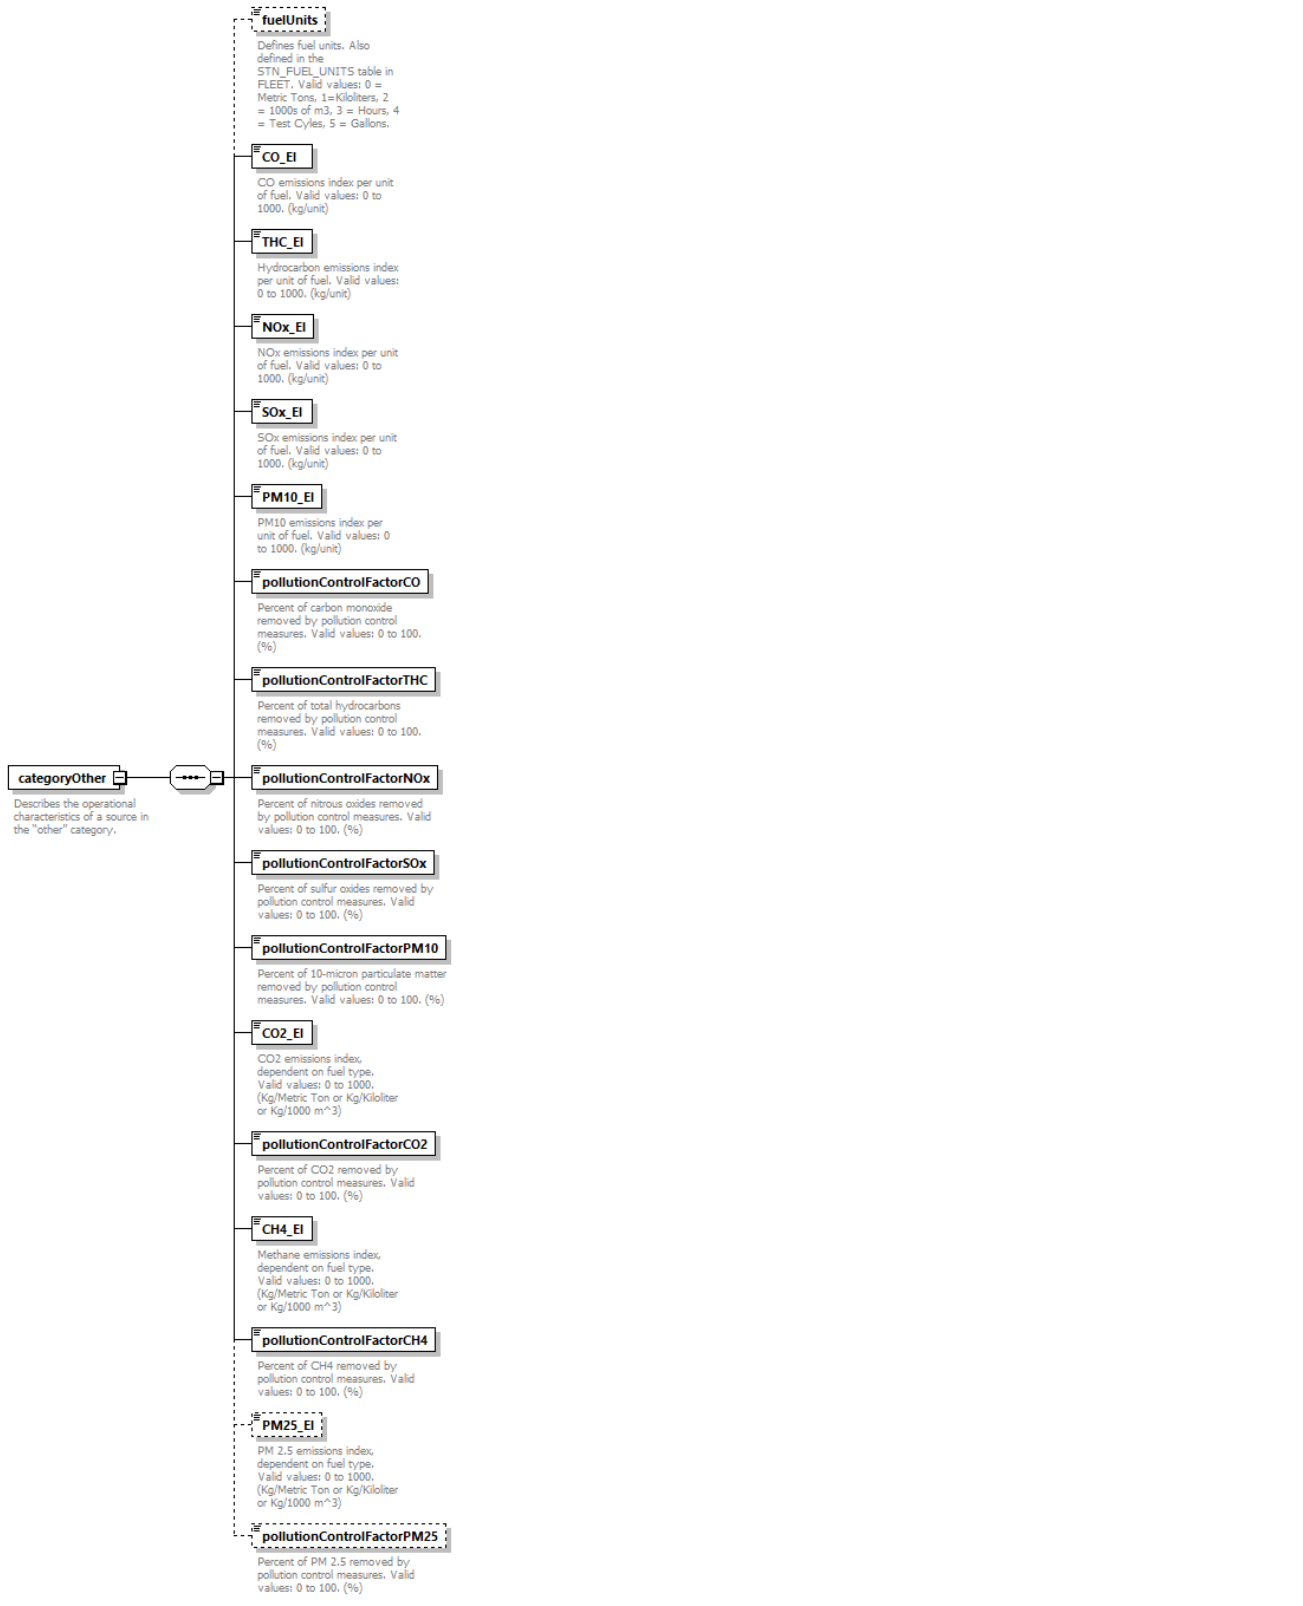 fuelUnits
Defines fuel units. Also
defined in the
STN_FUEL_UNITS table in
FLEET. Valid values: 0 =
Metric Tons, 1=Kiloliters, 2
= 1000s of m3, 3 = Hours, 4
= Test Cyles, 5 = Gallons.
CO_EI
CO emissions index per unit
of fuel. Valid values: 0 to
1000. (kg/unit)
THC_EI
Hydrocarbon emissions index
per unit of fuel. Valid values:
0 to 1000. (kg/unit)
NOx_EI
NOx emissions index per unit
of fuel. Valid values: 0 to
1000. (kg/unit)
SOx_EI
SOx emissions index per unit
of fuel. Valid values: 0 to
1000. (kg/unit)
PM10_EI
PM10 emissions index per
unit of fuel. Valid values: 0
to 1000. (kg/unit)
pollutionControlFactorCO
Percent of carbon monoxide
removed by pollution control
measures. Valid values: 0 to 100.
(%)
pollutionControlFactorTHC
Percent of total hydrocarbons
removed by pollution control
measures. Valid values: 0 to 100.
(%)
categoryOther
Describes the operational
characteristics of a source in
the "other" category.
pollutionControlFactorNOx
Percent of nitrous oxides removed
by pollution control measures. Valid
values: 0 to 100. (%)
pollutionControlFactorSOx
Percent of sulfur oxides removed by
pollution control measures. Valid
values: 0 to 100. (%)
pollutionControlFactorPM10
Percent of 10-micron particulate matter
removed by pollution control
measures. Valid values: 0 to 100. (%)
CO2_EI
CO2 emissions index,
dependent on fuel type.
Valid values: 0 to 1000.
(Kg/Metric Ton or Kg/Kiloliter
or Kg/1000 m^3)
pollutionControlFactorCO2
Percent of CO2 removed by
pollution control measures. Valid
values: 0 to 100. (%)
CH4_EI
Methane emissions index,
dependent on fuel type.
Valid values: 0 to 1000.
(Kg/Metric Ton or Kg/Kiloliter
or Kg/1000 m^3)
pollutionControlFactorCH4
Percent of CH4 removed by
pollution control measures. Valid
values: 0 to 100. (%)
PM25_EI
PM 2.5 emissions index,
dependent on fuel type.
Valid values: 0 to 1000.
(Kg/Metric Ton or Kg/Kiloliter
or Kg/1000 m^3)
pollutionControlFactorPM25
Percent of PM 2.5 removed by
pollution control measures. Valid
values: 0 to 100. (%)